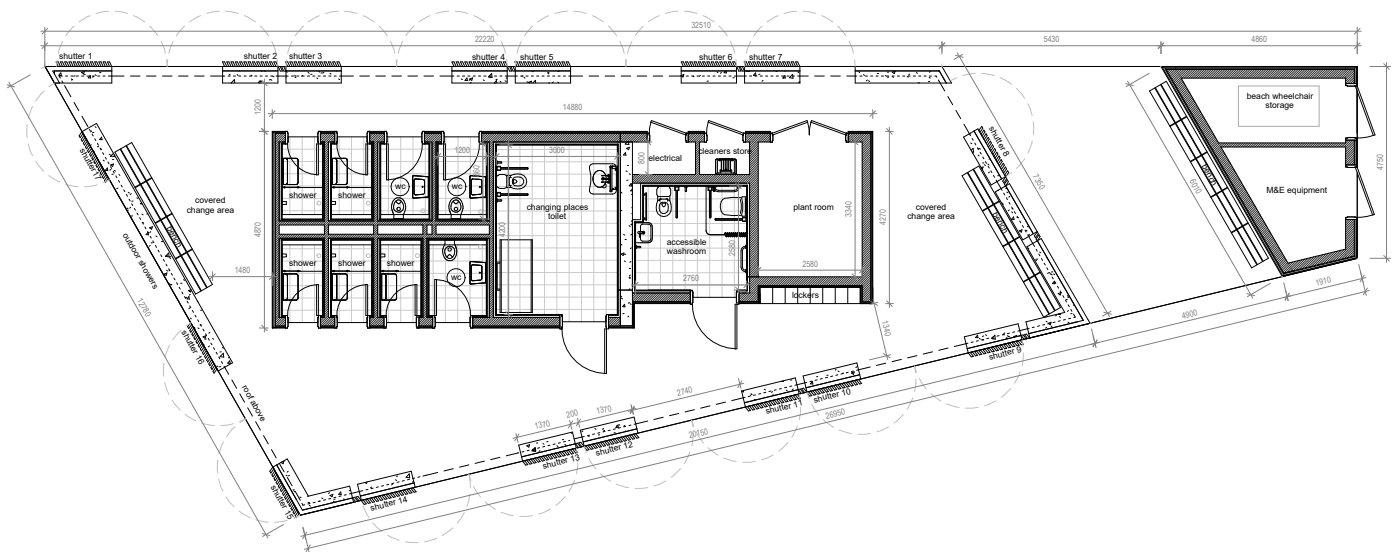 32510
22220
5430
4860
shutter 1
shutter 2
shutter 3
shutter 4
shutter 5
shutter 6
shutter 7
1200
14880
shutter 17
shutter 8
7350
beach wheelchair
storage
4750
M&E equipment
bench
6010
1910
4900
covered
change area
bench
outdoor showers
1480
4870
12780
shutter 16
roof above
shutter 15
shower
shower
wc
wc
1200
shower
shower
shower
wc
3000
changing places
toilet
4200
electrical
800
cleaners store
accessible
washroom
2580
2760
plant room
3340
2580
lockers
4270
covered
change area
bench
1340
shutter 9
shutter 10
shutter 11
2740
1370
200
1370
shutter 12
shutter 13
shutter 14
20150
26950